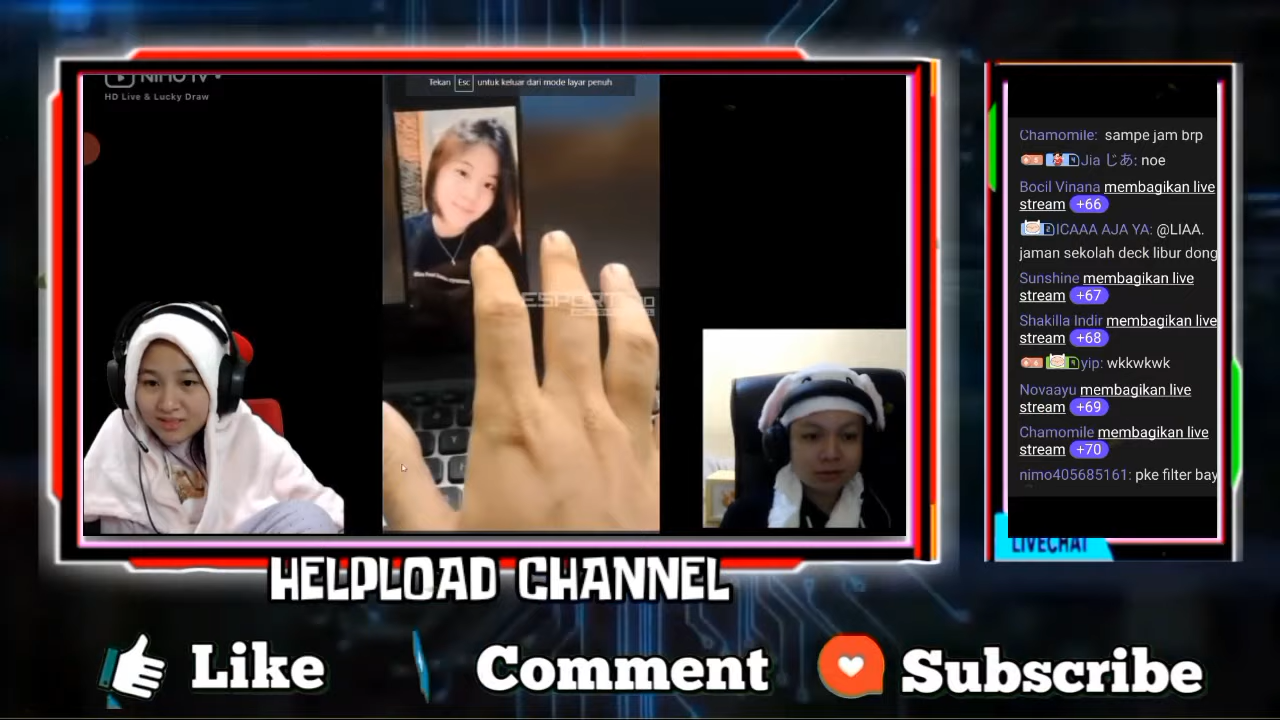 NIMO TV
HD Live & Lucky Draw
Tekan Esc untuk keluar dari mode layar penuh
Chamomile: sampe jam brp
Jia じあ: noe
Bocil Vinana membagikan live
stream +66
ICAAA AJA YA: @LIAA.
jaman sekolah deck libur dong
Sunshine membagikan live
stream +67
Shakilla Indir membagikan live
stream +68
yip: wkkwkwk
Novaayu membagikan live
stream +69
Chamomile membagikan live
stream +70
nimo405685161: pke filter bay
LIVECHAT
HELPLOAD CHANNEL
Like
Comment
Subscribe